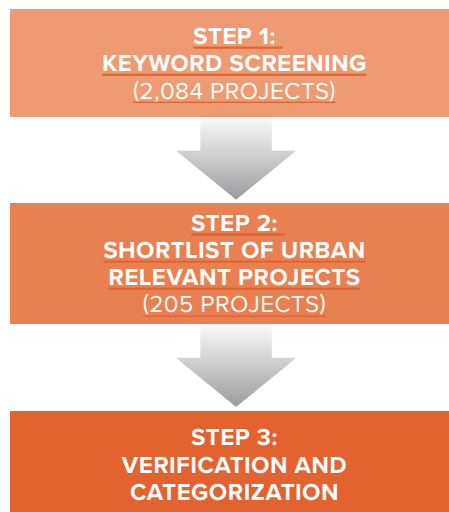 STEP 1:
KEYWORD SCREENING
(2,084 PROJECTS)
STEP 2:
SHORTLIST OF URBAN
RELEVANT PROJECTS
(205 PROJECTS)
STEP 3:
VERIFICATION AND
CATEGORIZATION